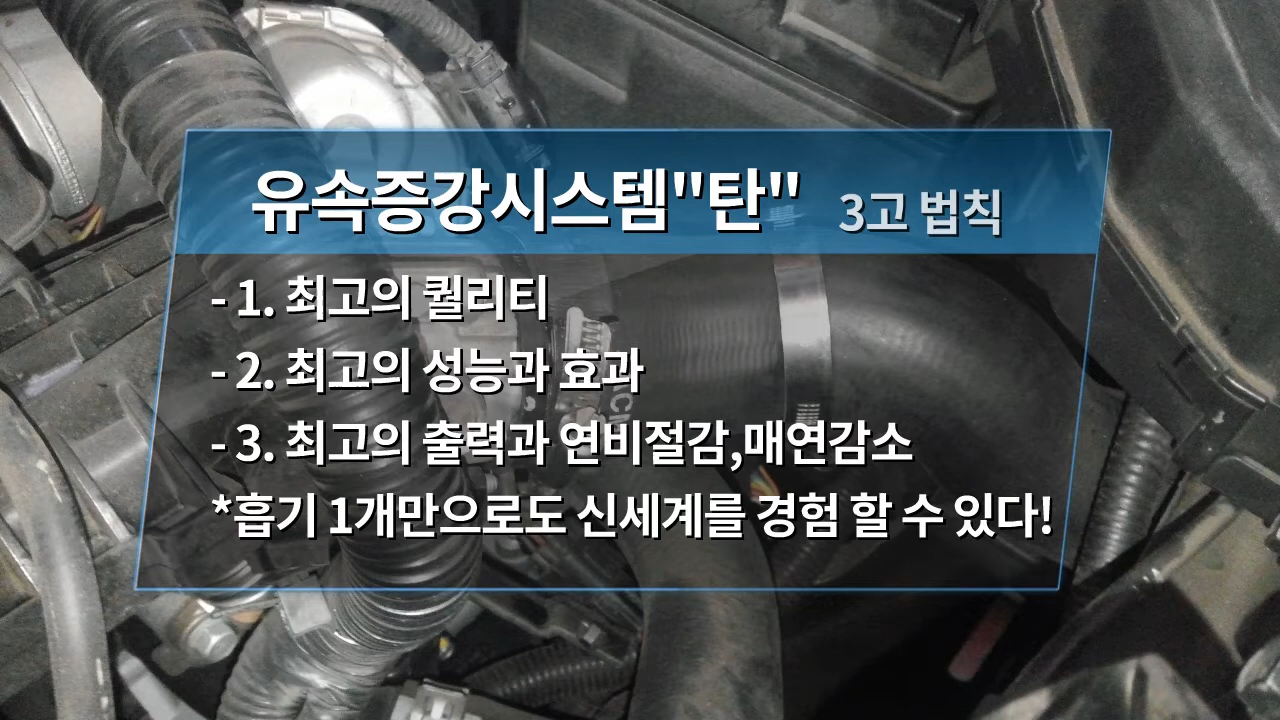 유속증강시스템"탄" 3고 법칙
- 1. 최고의 퀄리티
- 2. 최고의 성능과 효과
- 3. 최고의 출력과 연비절감,매연감소
*흡기 1개만으로도 신세계를 경험 할 수 있다!